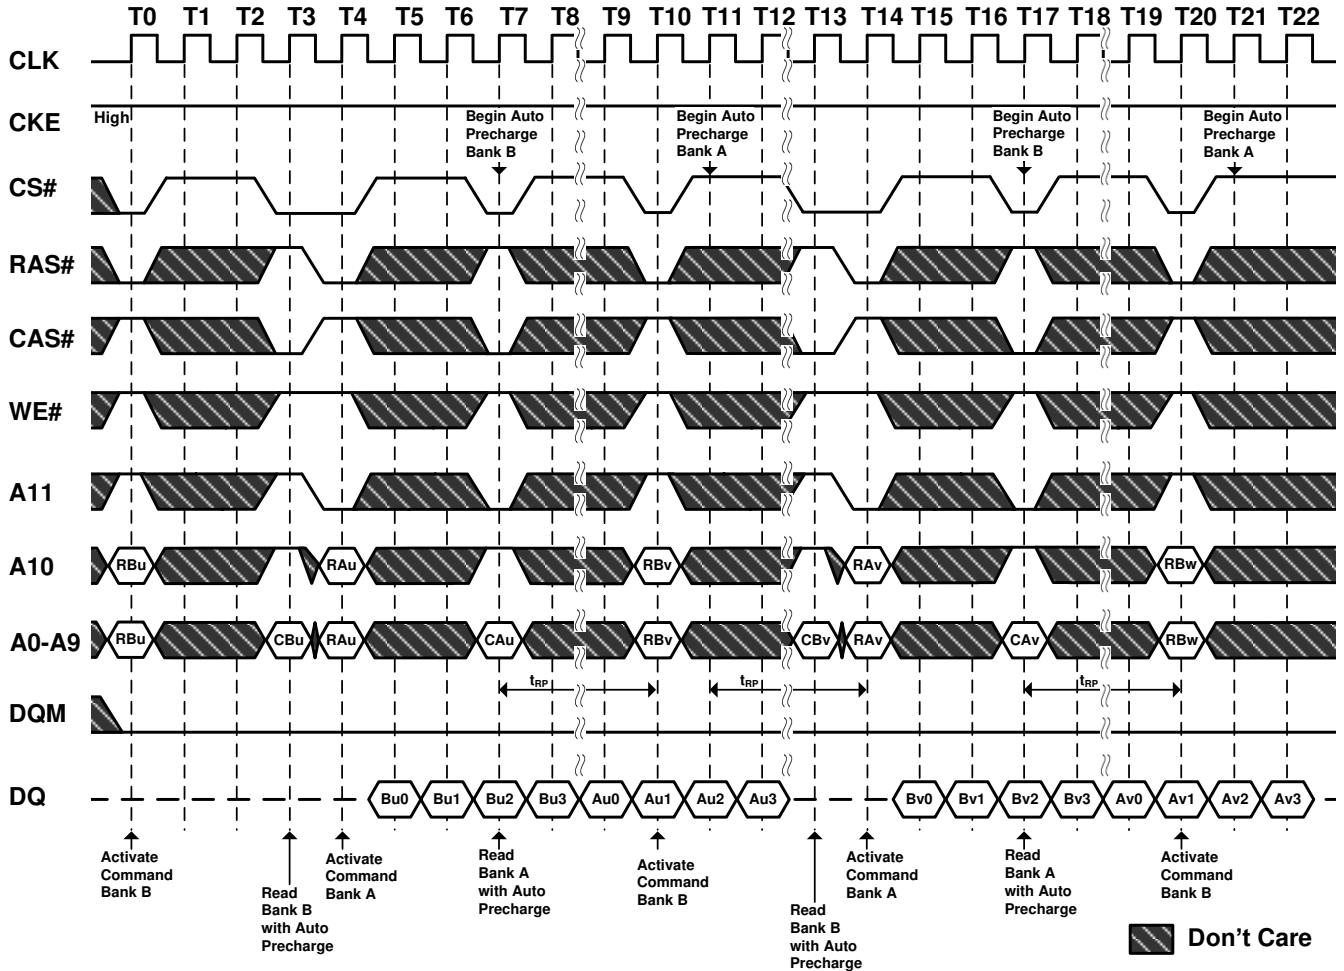 T0 T1 T2 T3 T4 T5 T6 T7 T8 T9 T10 T11 T12 T13 T14 T15 T16 T17 T18 T19 T20 T21 T22
CLK
CKE
High
Begin Auto
Precharge
Bank B
Begin Auto
Precharge
Bank A
Begin Auto
Precharge
Bank B
Begin Auto
Precharge
Bank A
CS#
RAS#
CAS#
WE#
A11
A10
RBu RAu RBv RAv RBw
A0-A9
RBu CBu RAu CAu RBv CBv RAv CAv RBw
tRP tRP tRP
DQM
DQ
Bu0 Bu1 Bu2 Bu3 Au0 Au1 Au2 Au3 Bv0 Bv1 Bv2 Bv3 Av0 Av1 Av2 Av3
Activate
Command
Bank B
Read
Bank B
with Auto
Precharge
Activate
Command
Bank A
Read
Bank A
with Auto
Precharge
Activate
Command
Bank B
Read
Bank B
with Auto
Precharge
Activate
Command
Bank A
Read
Bank A
with Auto
Precharge
Activate
Command
Bank B
Don't Care